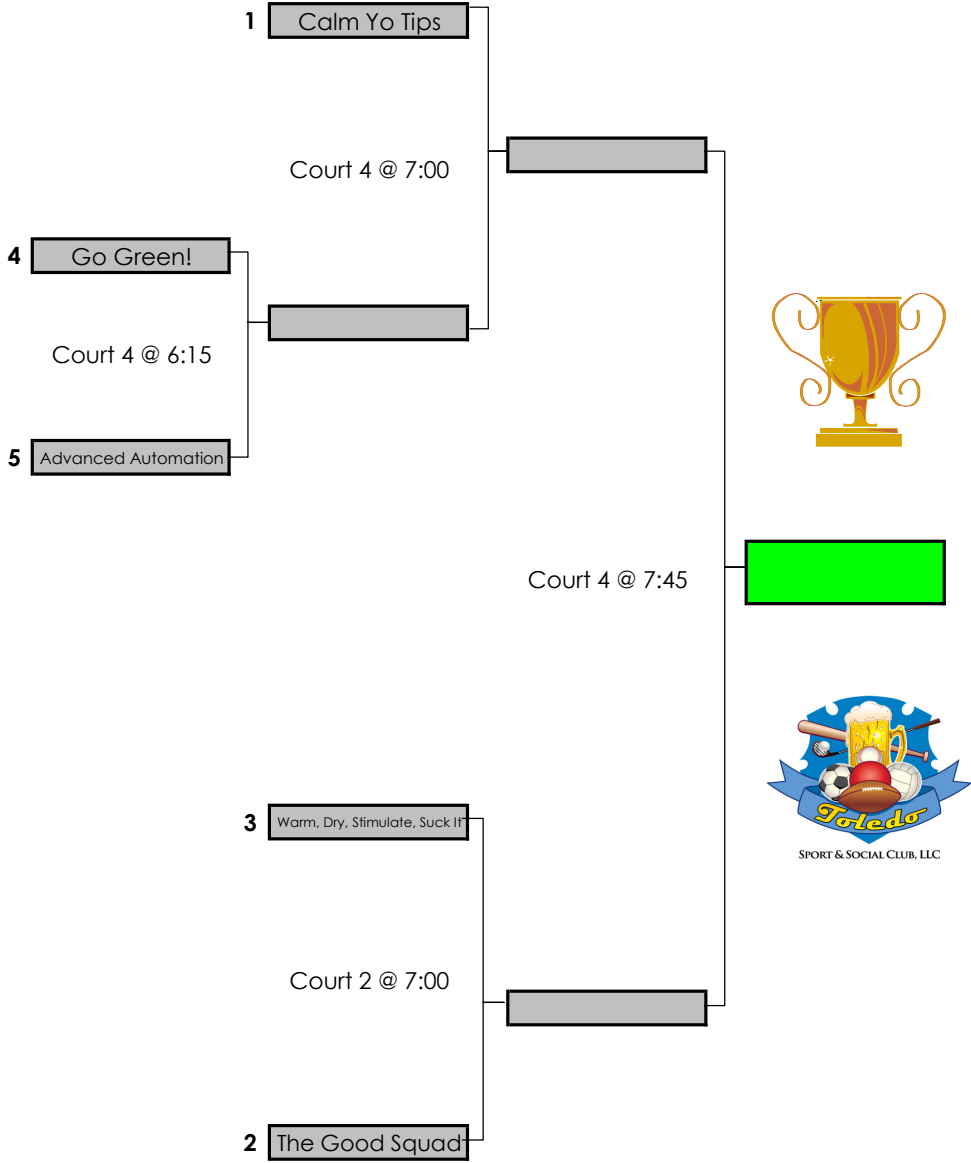 1 Calm Yo Tips
Court 4 @ 7:00
4 Go Green!
Court 4 @ 6:15
5 Advanced Automation
Court 4 @ 7:45
Toledo
SPORT & SOCIAL CLUB, LLC
3 Warm, Dry, Stimulate, Suck It
Court 2 @ 7:00
2 The Good Squad